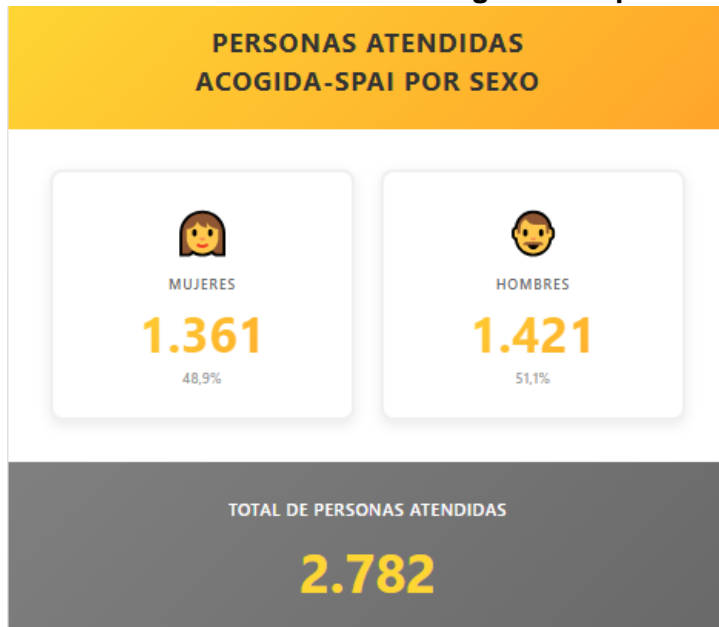 PERSONAS ATENDIDAS
ACOGIDA-SPAI POR SEXO
MUJERES
1.361
48,9%
HOMBRES
1.421
51,1%
TOTAL DE PERSONAS ATENDIDAS
2.782